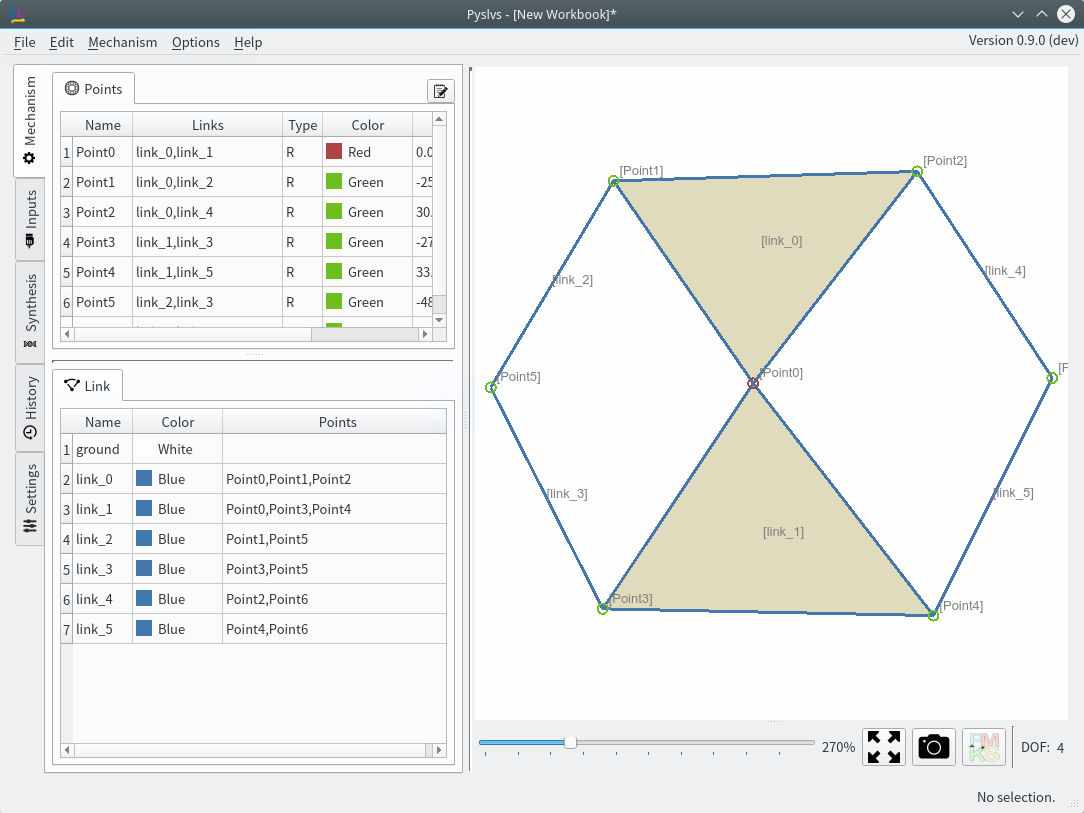 Pyslvs - [New Workbook]*
File Edit Mechanism Options Help Version 0.9.0 (dev)
Mechanism
Inputs
Synthesis
History
Settings
Points
Name Links Type Color
1 Point0 link_0,link_1 R Red 0.0
2 Point1 link_0,link_2 R Green -25
3 Point2 link_0,link_4 R Green 30.
4 Point3 link_1,link_3 R Green -27
5 Point4 link_1,link_5 R Green 33.
6 Point5 link_2,link_3 R Green -48
Link
Name Color Points
1 ground White
2 link_0 Blue Point0,Point1,Point2
3 link_1 Blue Point0,Point3,Point4
4 link_2 Blue Point1,Point5
5 link_3 Blue Point3,Point5
6 link_4 Blue Point2,Point6
7 link_5 Blue Point4,Point6
[Point1]
[Point2]
[link_0]
[link_2]
[link_4]
[Point5]
[Point0]
[P
[link_3]
[link_5]
[link_1]
[Point3]
[Point4]
270%
DOF: 4
No selection.